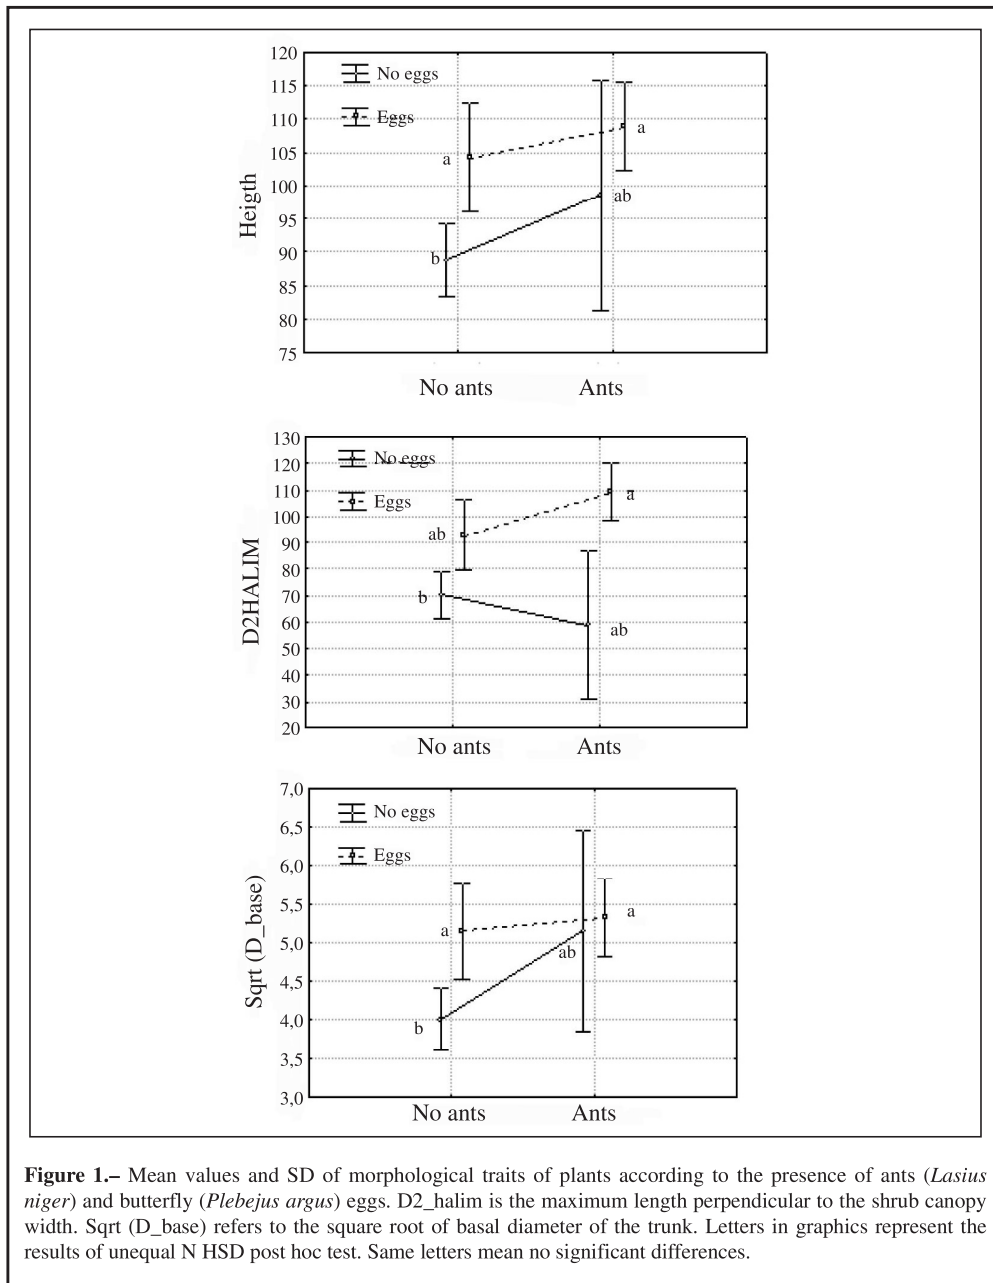 120
115
110
105
100
95
90
85
80
75
Heigth
No eggs
Eggs
a
a
b
ab
No ants Ants
130
120
110
100
90
80
70
60
50
40
30
20
D2HALIM
No eggs
Eggs
ab
a
b
ab
No ants Ants
7,0
6,5
6,0
5,5
5,0
4,5
4,0
3,5
3,0
Sqrt (D_base)
No eggs
Eggs
a
a
ab
b
No ants Ants
Figure 1.– Mean values and SD of morphological traits of plants according to the presence of ants (Lasius
niger) and butterfly (Plebejus argus) eggs. D2_halim is the maximum length perpendicular to the shrub canopy
width. Sqrt (D_base) refers to the square root of basal diameter of the trunk. Letters in graphics represent the
results of unequal N HSD post hoc test. Same letters mean no significant differences.